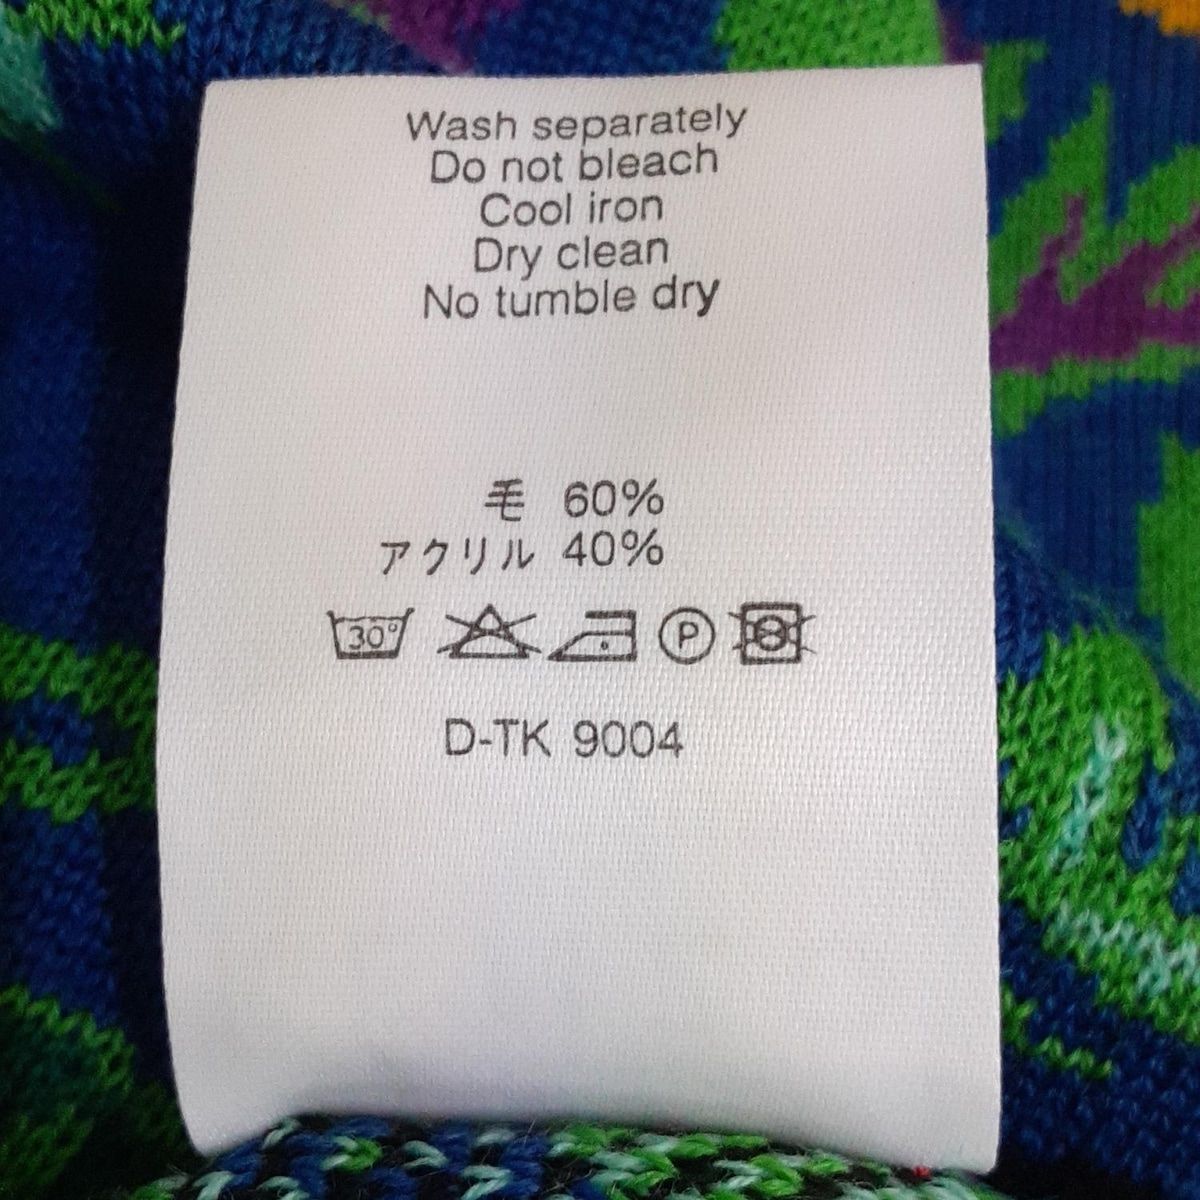 Wash separately
Do not bleach
Cool iron
Dry clean
No tumble dry
毛 60%
アクリル 40%
30° P
D-TK 9004